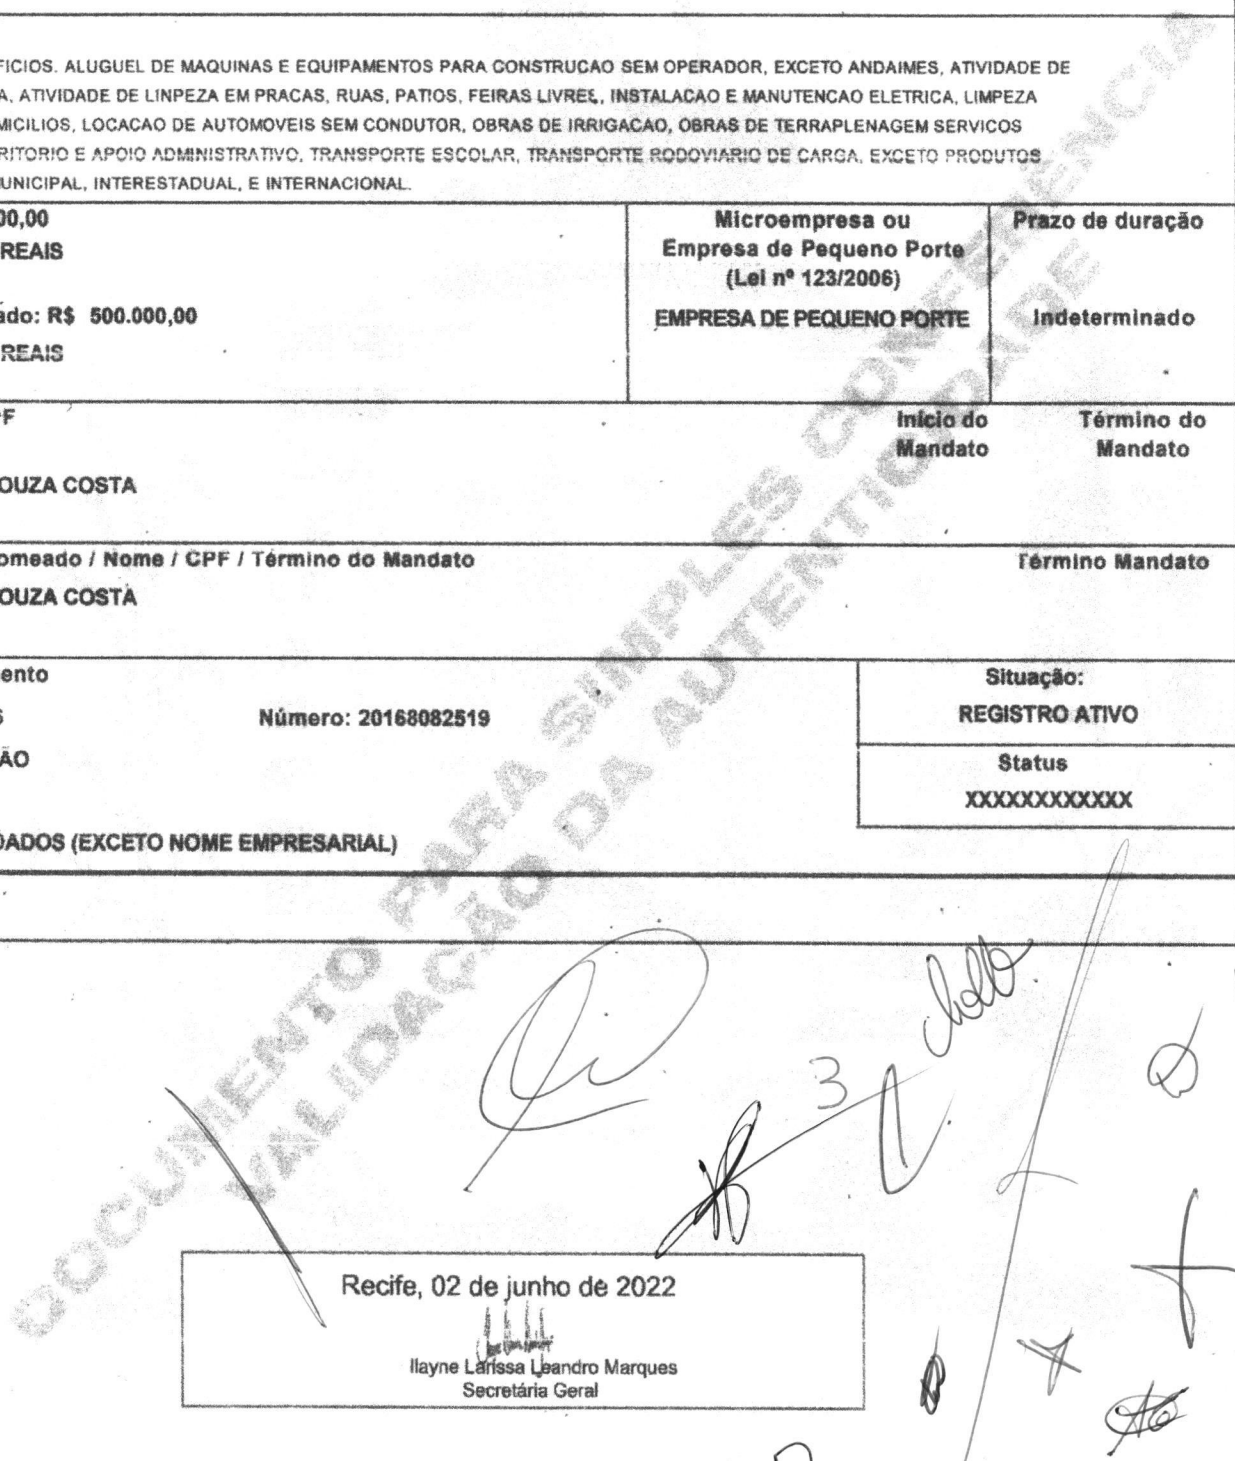 FICIOS. ALUGUEL DE MAQUINAS E EQUIPAMENTOS PARA CONSTRUCAO SEM OPERADOR, EXCETO ANDAIMES, ATIVIDADE DE
A, ATIVIDADE DE LINPEZA EM PRACAS, RUAS, PATIOS, FEIRAS LIVRES, INSTALACAO E MANUTENCAO ELETRICA, LIMPEZA
MICILIOS, LOCACAO DE AUTOMOVEIS SEM CONDUTOR, OBRAS DE IRRIGACAO, OBRAS DE TERRAPLENAGEM SERVICOS
RITORIO E APOIO ADMINISTRATIVO, TRANSPORTE ESCOLAR, TRANSPORTE RODOVIARIO DE CARGA, EXCETO PRODUTOS
UNICIPAL, INTERESTADUAL, E INTERNACIONAL.
00,00
REAIS
ado: R$ 500.000,00
REAIS
Microempresa ou
Empresa de Pequeno Porte
(Lei nº 123/2006)
EMPRESA DE PEQUENO PORTE
Prazo de duração
Indeterminado
PF
Início do
Mandato
Término do
Mandato
OUZA COSTA
omeado / Nome / CPF / Término do Mandato
Término Mandato
OUZA COSTA
ento
Número: 20168082519
ÃO
DADOS (EXCETO NOME EMPRESARIAL)
Situação:
REGISTRO ATIVO
Status
XXXXXXXXXXXX
DOCUMENTO PARA SIMPLES CONFERÊNCIA
VALIDAÇÃO DA AUTENTICIDADE
3
Recife, 02 de junho de 2022
Ilayne Larissa Leandro Marques
Secretária Geral